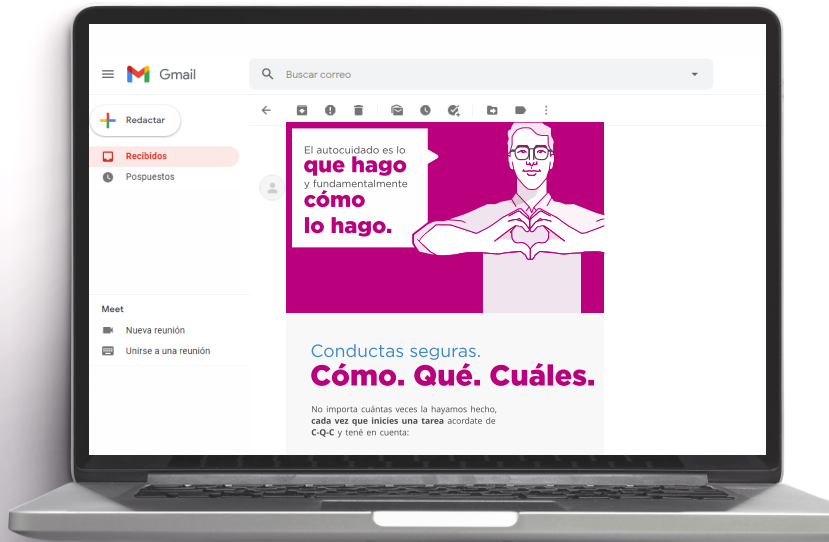 Gmail
Buscar correo
Redactar
Recibidos
Pospuestos
Meet
Nueva reunión
Unirse a una reunión
El autocuidado es lo
que hago
y fundamentalmente
cómo
lo hago.
Conductas seguras.
Cómo. Qué. Cuáles.
No importa cuántas veces la hayamos hecho,
cada vez que inicies una tarea acordate de
C-Q-C y tené en cuenta: